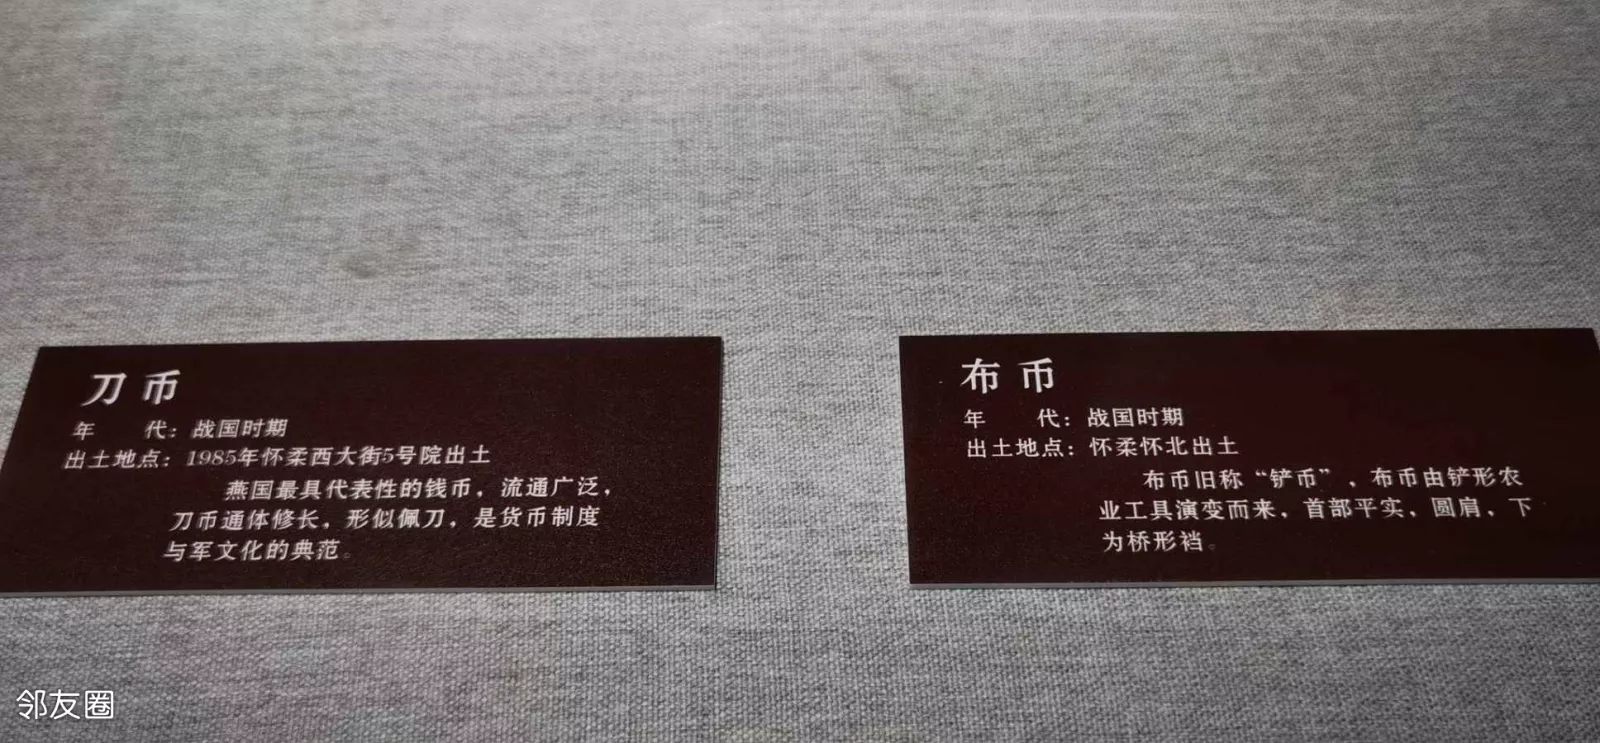 刀币
年 代：战国时期
出土地点：1985年怀柔西大街5号院出土
燕国最具代表性的钱币，流通广泛，
刀币通体修长，形似佩刀，是货币制度
与军文化的典范。
布币
年 代：战国时期
出土地点：怀柔怀北出土
布币旧称“铲币”，布币由铲形农
业工具演变而来，首部平实，圆肩，下
为桥形裆。
邻友圈